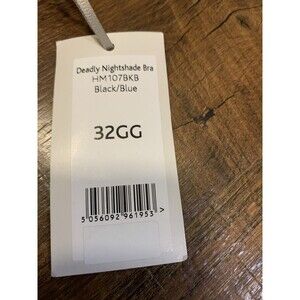 Deadly Nightshade Bra
HM107BKB
Black/Blue
32GG
5 056092 961953 >